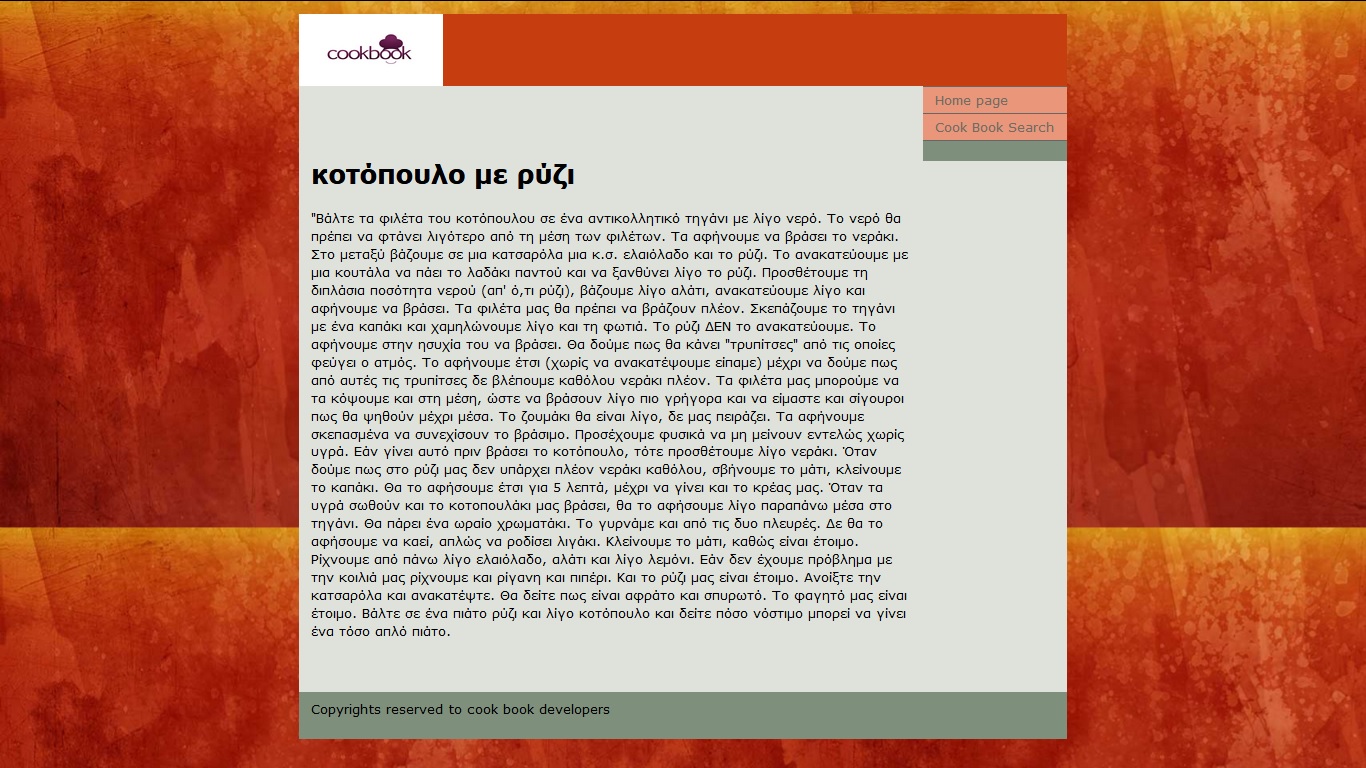 cookbook
Home page
Cook Book Search
κοτόπουλο με ρύζι
"Βάλτε τα φιλέτα του κοτόπουλου σε ένα αντικολλητικό τηγάνι με λίγο νερό. Το νερό θα
πρέπει να φτάνει λιγότερο από τη μέση των φιλέτων. Τα αφήνουμε να βράσει το νεράκι.
Στο μεταξύ βάζουμε σε μια κατσαρόλα μια κ.σ. ελαιόλαδο και το ρύζι. Το ανακατεύουμε με
μια κουτάλα να πάει το λαδάκι παντού και να ξανθύνει λίγο το ρύζι. Προσθέτουμε τη
διπλάσια ποσότητα νερού (απ' ό,τι ρύζι), βάζουμε λίγο αλάτι, ανακατεύουμε λίγο και
αφήνουμε να βράσει. Τα φιλέτα μας θα πρέπει να βράζουν πλέον. Σκεπάζουμε το τηγάνι
με ένα καπάκι και χαμηλώνουμε λίγο και τη φωτιά. Το ρύζι ΔΕΝ το ανακατεύουμε. Το
αφήνουμε στην ησυχία του να βράσει. Θα δούμε πως θα κάνει "τρυπίτσες" από τις οποίες
φεύγει ο ατμός. Το αφήνουμε έτσι (χωρίς να ανακατέψουμε είπαμε) μέχρι να δούμε πως
από αυτές τις τρυπίτσες δε βλέπουμε καθόλου νεράκι πλέον. Τα φιλέτα μας μπορούμε να
τα κόψουμε και στη μέση, ώστε να βράσουν λίγο πιο γρήγορα και να είμαστε και σίγουροι
πως θα ψηθούν μέχρι μέσα. Το ζουμάκι θα είναι λίγο, δε μας πειράζει. Τα αφήνουμε
σκεπασμένα να συνεχίσουν το βράσιμο. Προσέχουμε φυσικά να μη μείνουν εντελώς χωρίς
υγρά. Εάν γίνει αυτό πριν βράσει το κοτόπουλο, τότε προσθέτουμε λίγο νεράκι. Όταν
δούμε πως στο ρύζι μας δεν υπάρχει πλέον νεράκι καθόλου, σβήνουμε το μάτι, κλείνουμε
το καπάκι. Θα το αφήσουμε έτσι για 5 λεπτά, μέχρι να γίνει και το κρέας μας. Όταν τα
υγρά σωθούν και το κοτοπουλάκι μας βράσει, θα το αφήσουμε λίγο παραπάνω μέσα στο
τηγάνι. Θα πάρει ένα ωραίο χρωματάκι. Το γυρνάμε και από τις δυο πλευρές. Δε θα το
αφήσουμε να καεί, απλώς να ροδίσει λιγάκι. Κλείνουμε το μάτι, καθώς είναι έτοιμο.
Ρίχνουμε από πάνω λίγο ελαιόλαδο, αλάτι και λίγο λεμόνι. Εάν δεν έχουμε πρόβλημα με
την κοιλιά μας ρίχνουμε και ρίγανη και πιπέρι. Και το ρύζι μας είναι έτοιμο. Ανοίξτε την
κατσαρόλα και ανακατέψτε. Θα δείτε πως είναι αφράτο και σπυρωτό. Το φαγητό μας είναι
έτοιμο. Βάλτε σε ένα πιάτο ρύζι και λίγο κοτόπουλο και δείτε πόσο νόστιμο μπορεί να γίνει
ένα τόσο απλό πιάτο.
Copyrights reserved to cook book developers